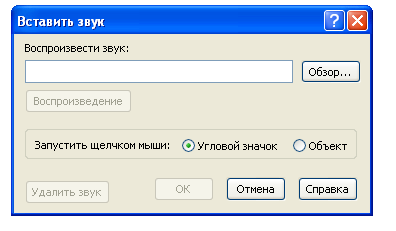 Вставить звук
Воспроизвести звук:
Обзор...
Воспроизведение
Запустить щелчком мыши: Угловой значок Объект
Удалить звук OK Отмена Справка